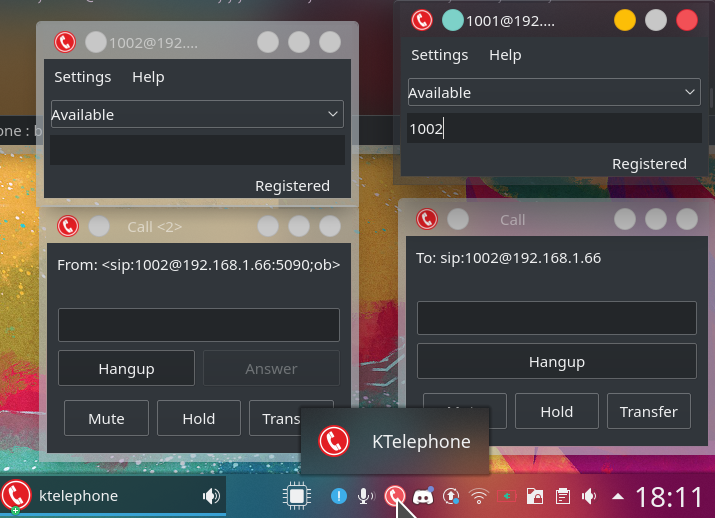 1002@192....
Settings Help
Available
Registered
1001@192....
Settings Help
Available
1002
Registered
one : b
Call <2>
From: <sip:1002@192.168.1.66:5090;ob>
Hangup Answer
Mute Hold Trans
Call
To: sip:1002@192.168.1.66
Hangup
Hold Transfer
KTelephone
ktelephone
18:11